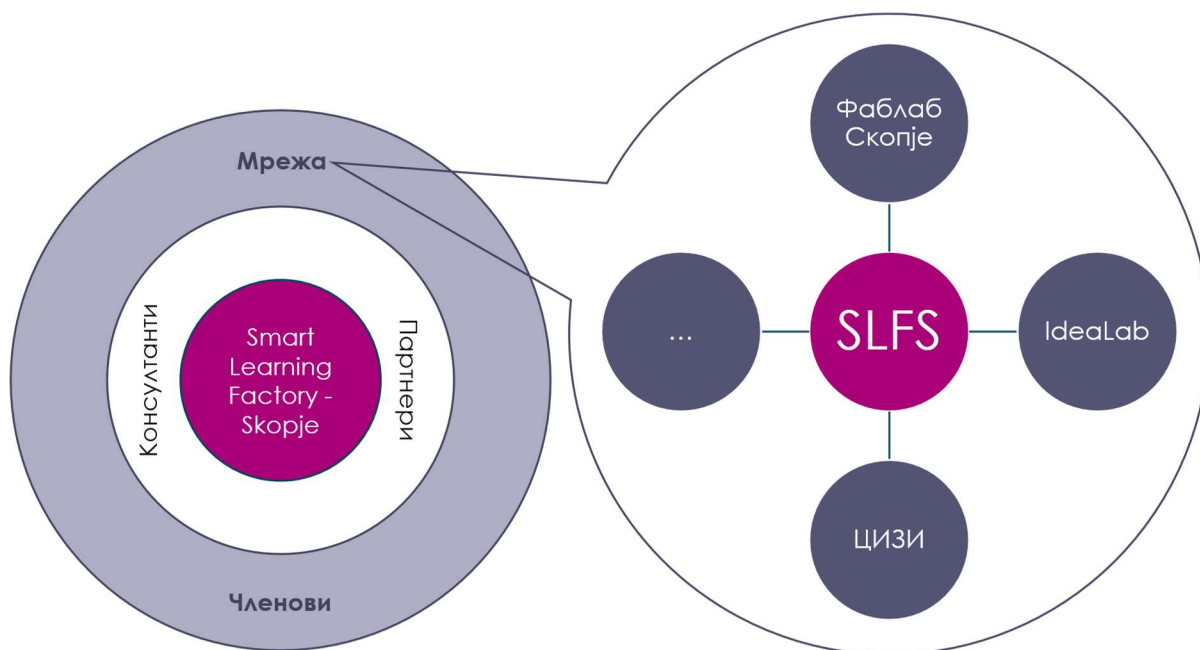 Мрежа
Консултанти
Smart
Learning
Factory -
Skopje
Партнери
Членови
Фаблаб
Скопје
...
SLFS
IdeaLab
ЦИЗИ